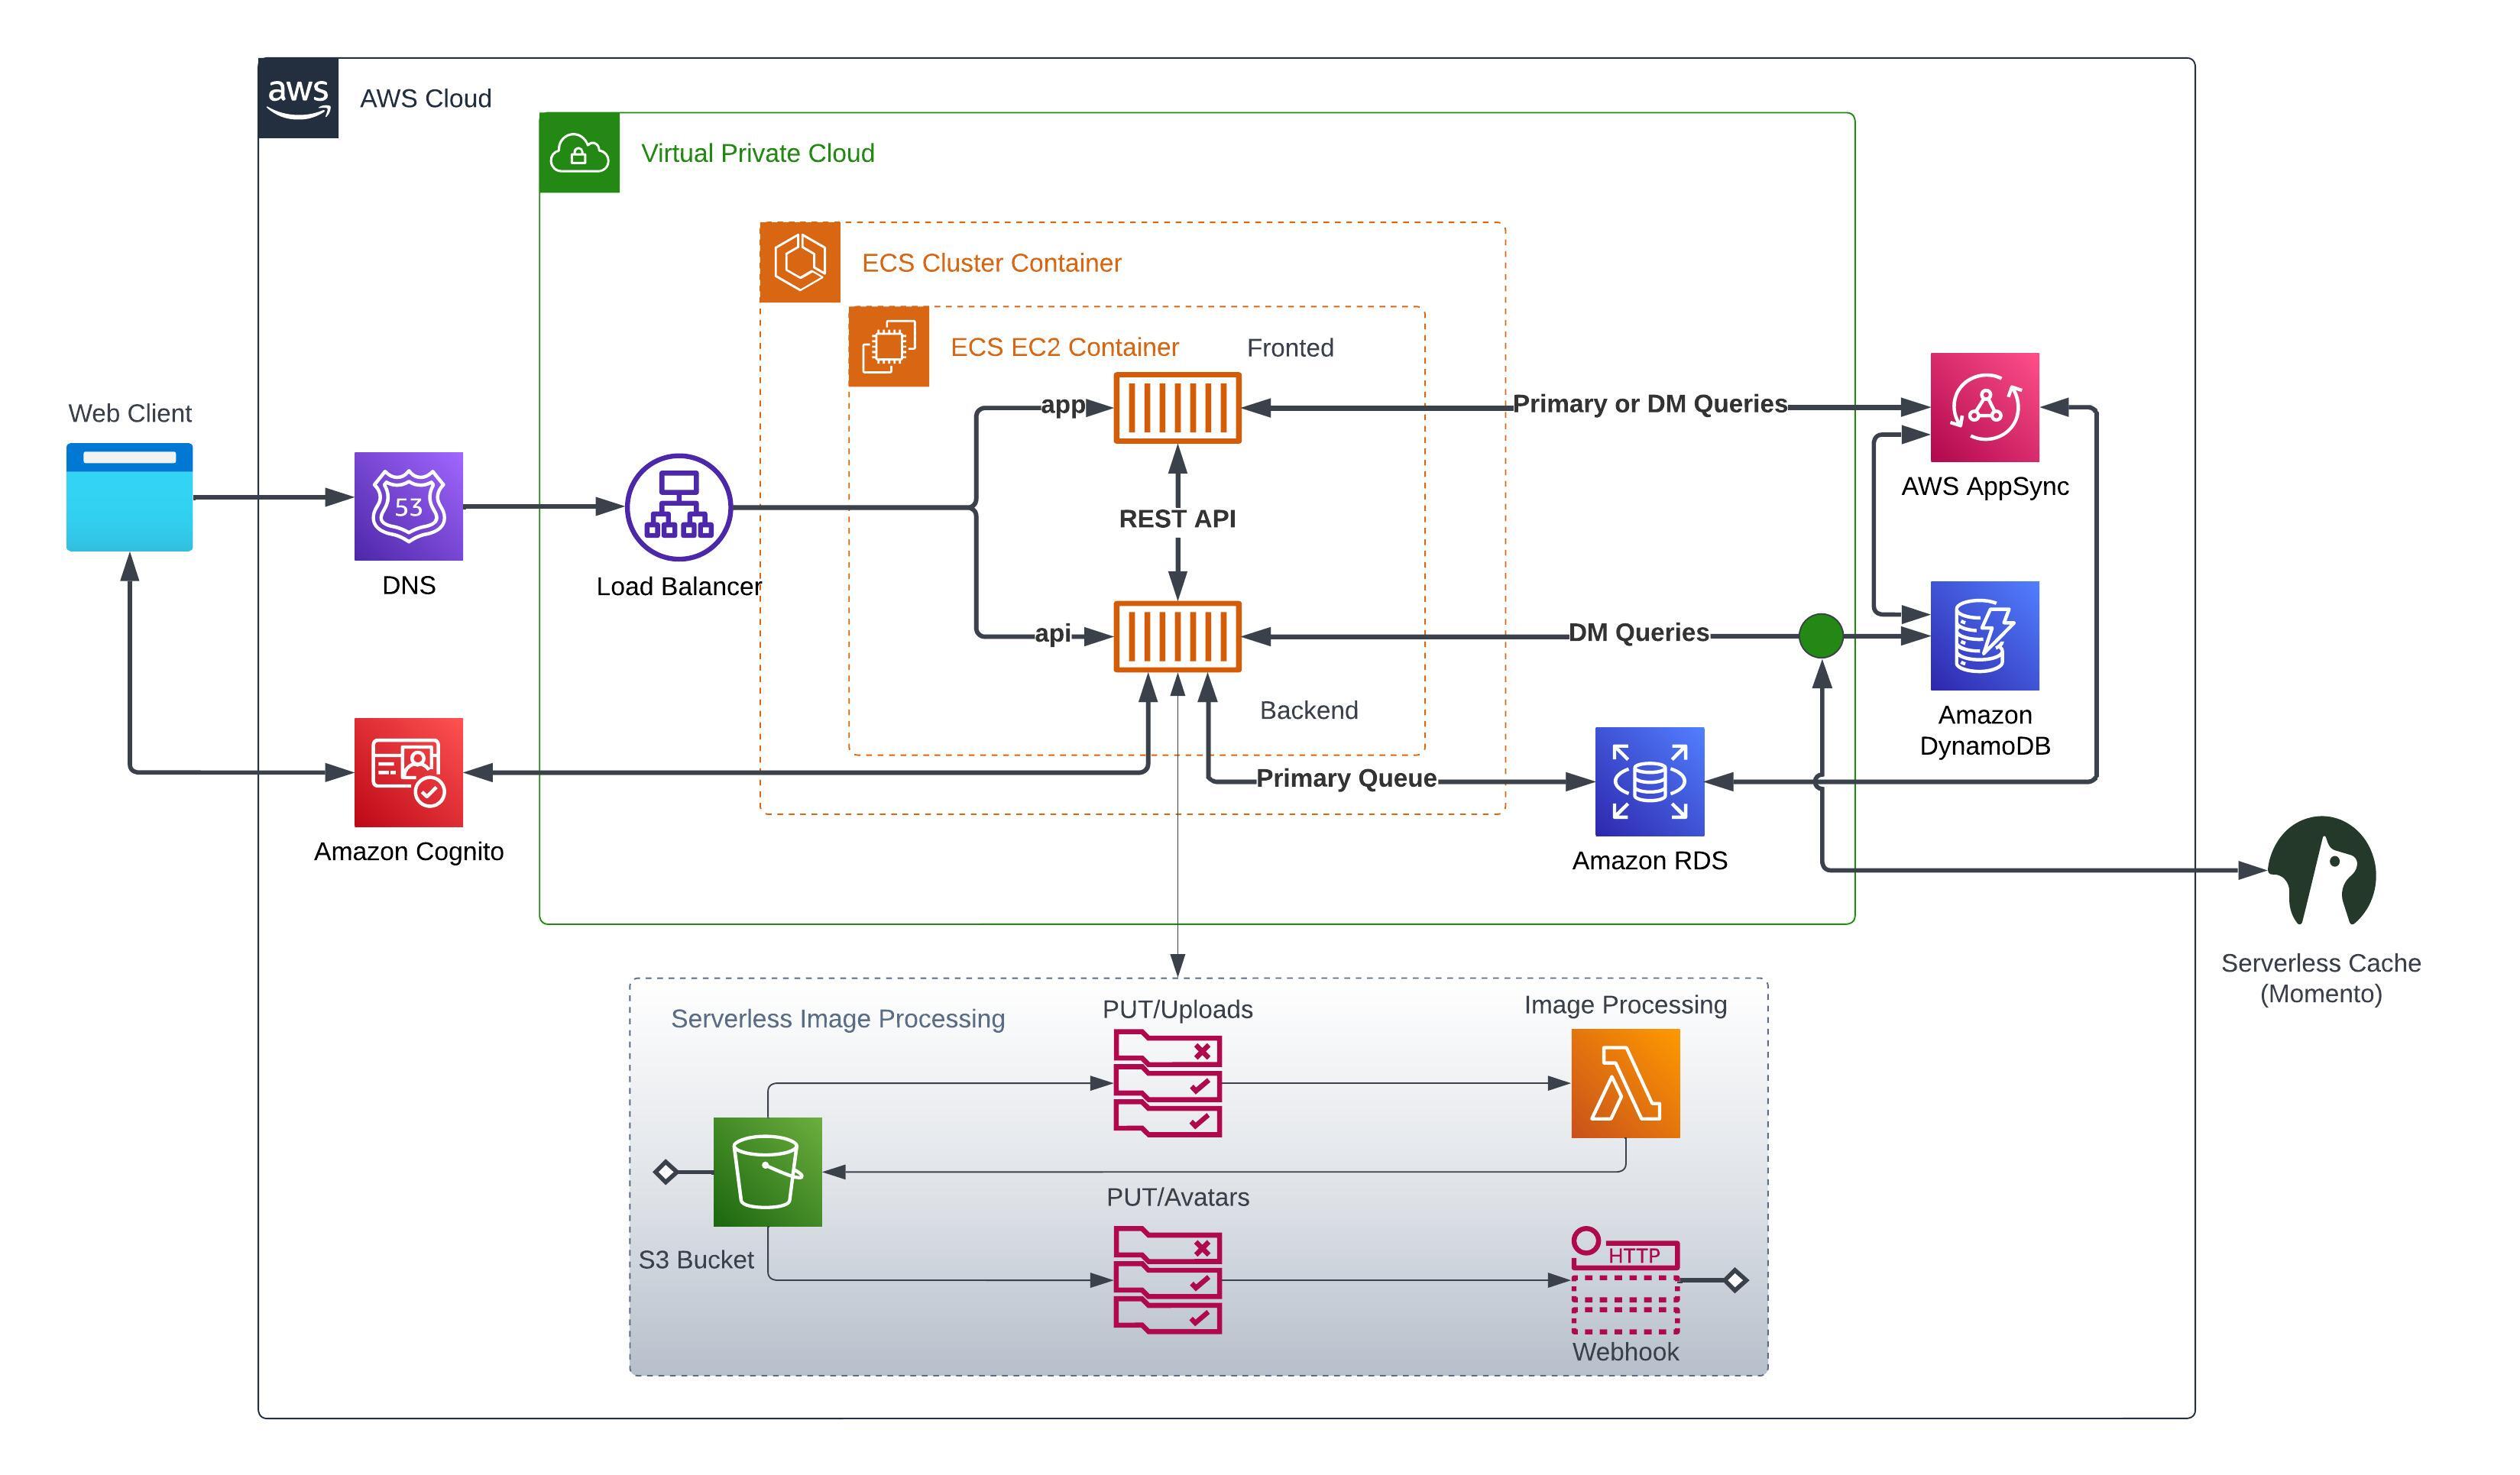 aws
AWS Cloud
Virtual Private Cloud
ECS Cluster Container
ECS EC2 Container
Fronted
app
Primary or DM Queries
Web Client
53
AWS AppSync
REST API
DNS
Load Balancer
api
DM Queries
Backend
Amazon
DynamoDB
Primary Queue
Amazon Cognito
Amazon RDS
Serverless Cache
(Momento)
Serverless Image Processing
PUT/Uploads
Image Processing
PUT/Avatars
S3 Bucket
HTTP
Webhook